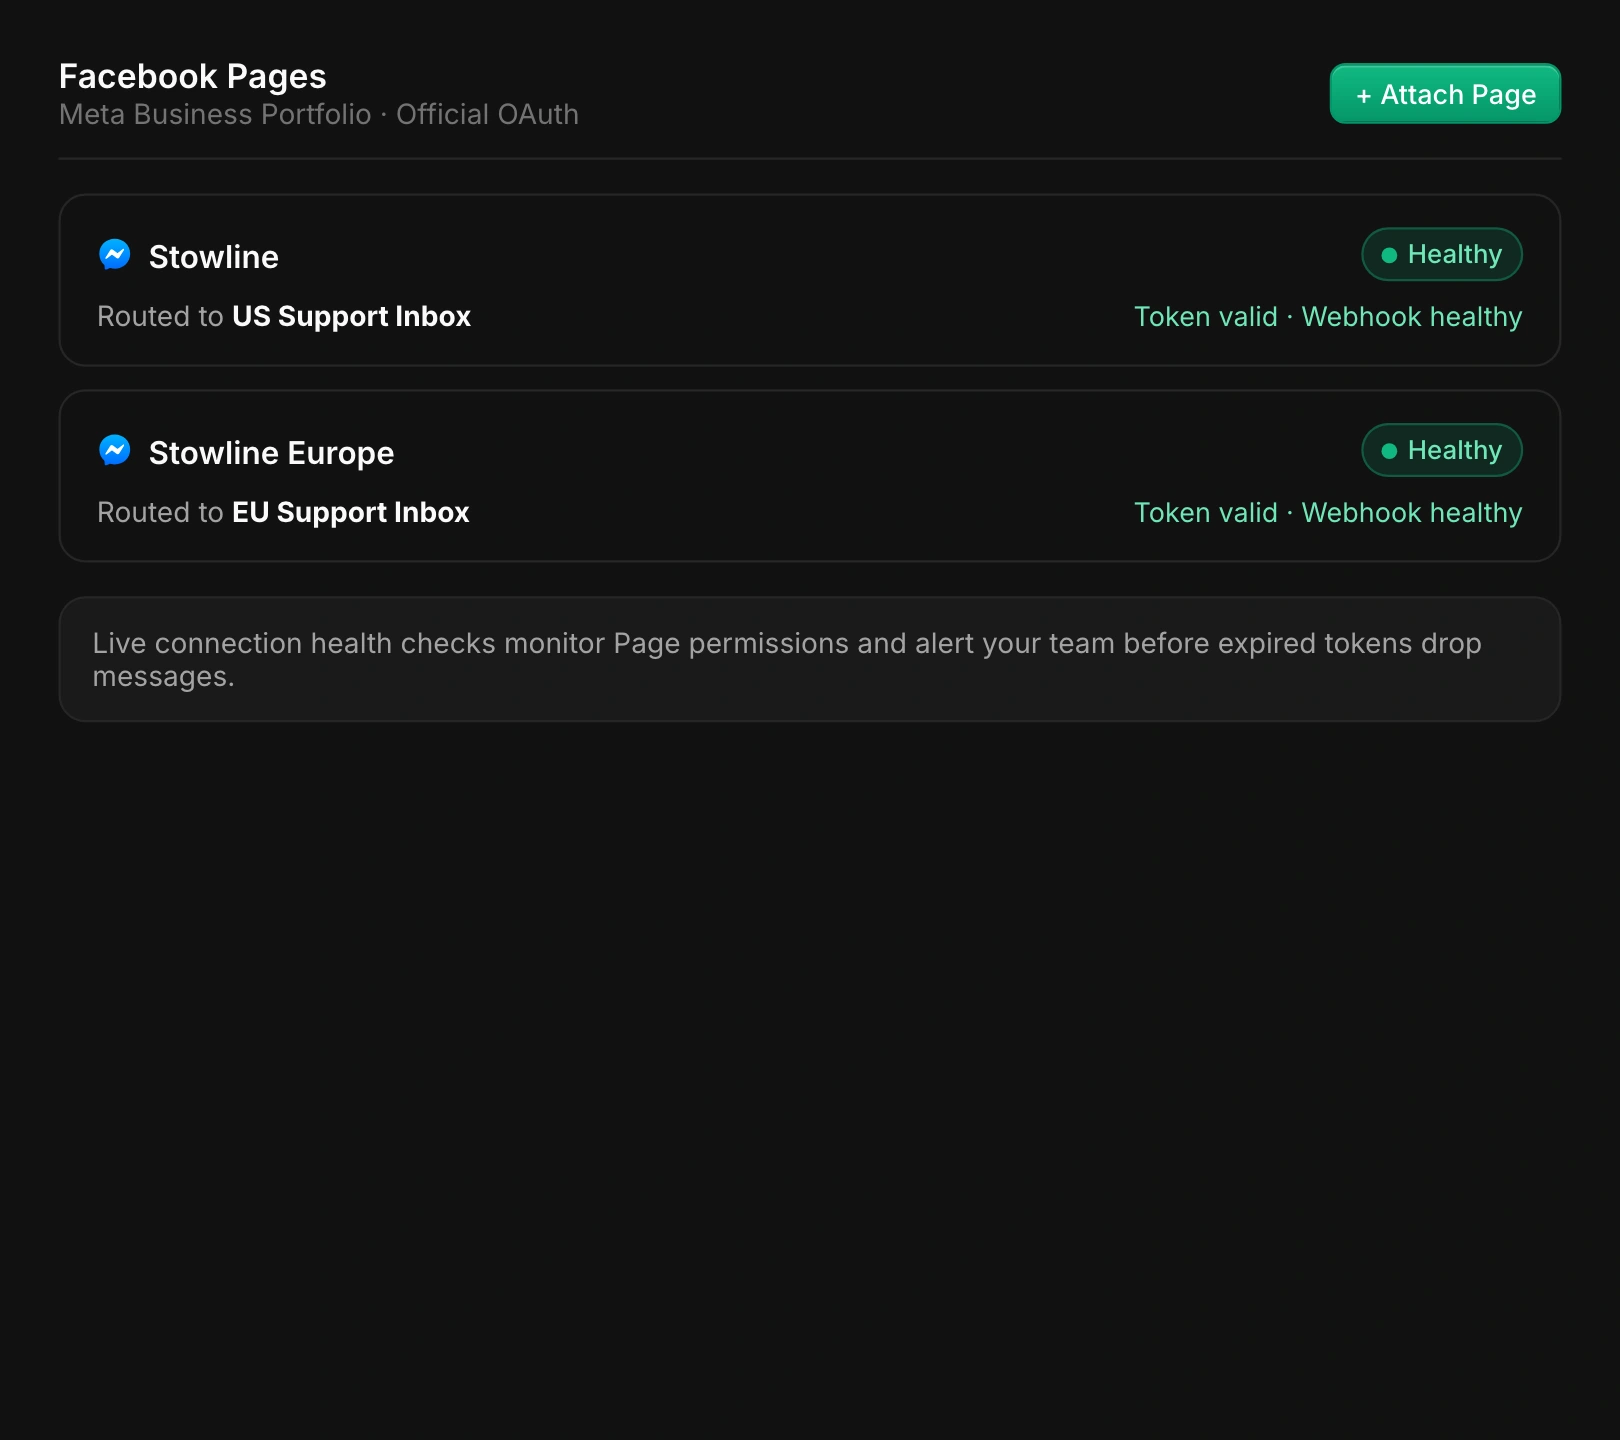 Facebook Pages
Meta Business Portfolio · Official OAuth
+ Attach Page
Stowline
Healthy
Routed to US Support Inbox
Token valid · Webhook healthy
Stowline Europe
Healthy
Routed to EU Support Inbox
Token valid · Webhook healthy
Live connection health checks monitor Page permissions and alert your team before expired tokens drop
messages.